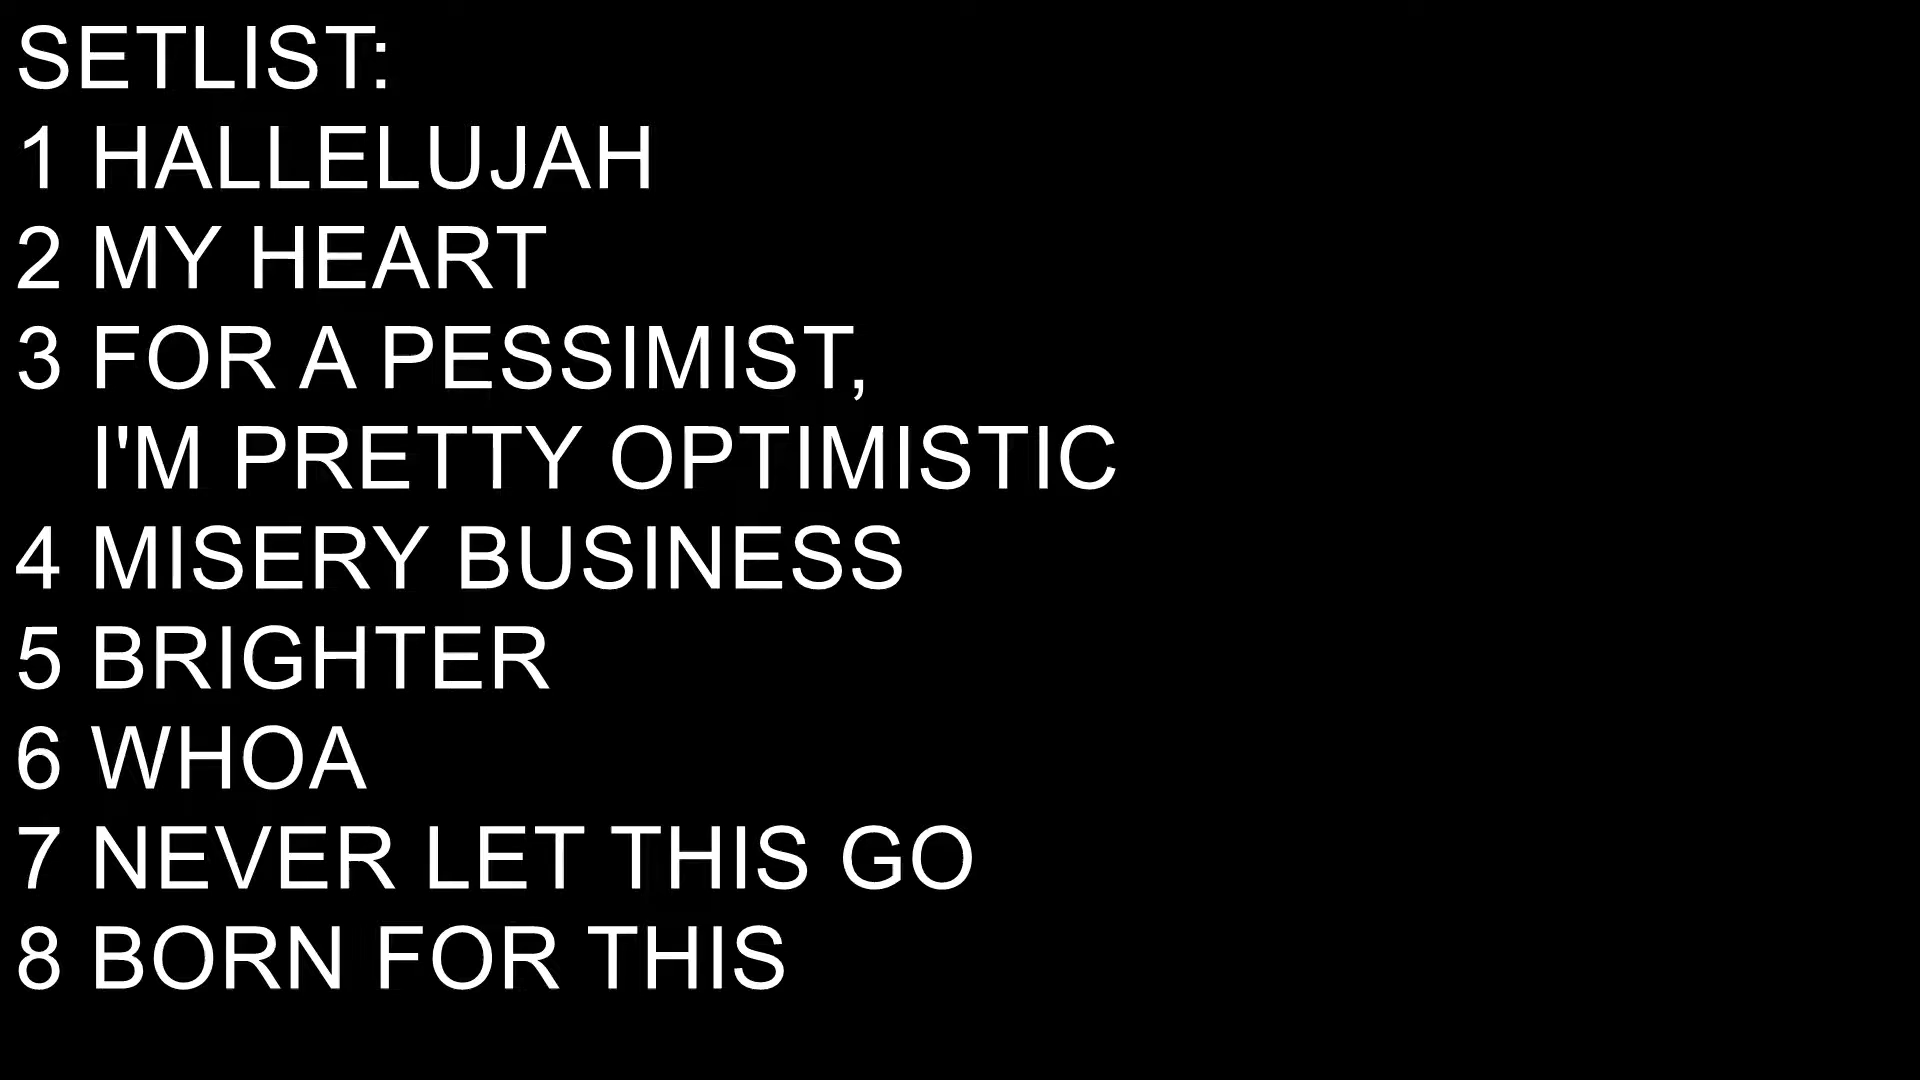 SETLIST:
1 HALLELUJAH
2 MY HEART
3 FOR A PESSIMIST,
I'M PRETTY OPTIMISTIC
4 MISERY BUSINESS
5 BRIGHTER
6 WHOA
7 NEVER LET THIS GO
8 BORN FOR THIS